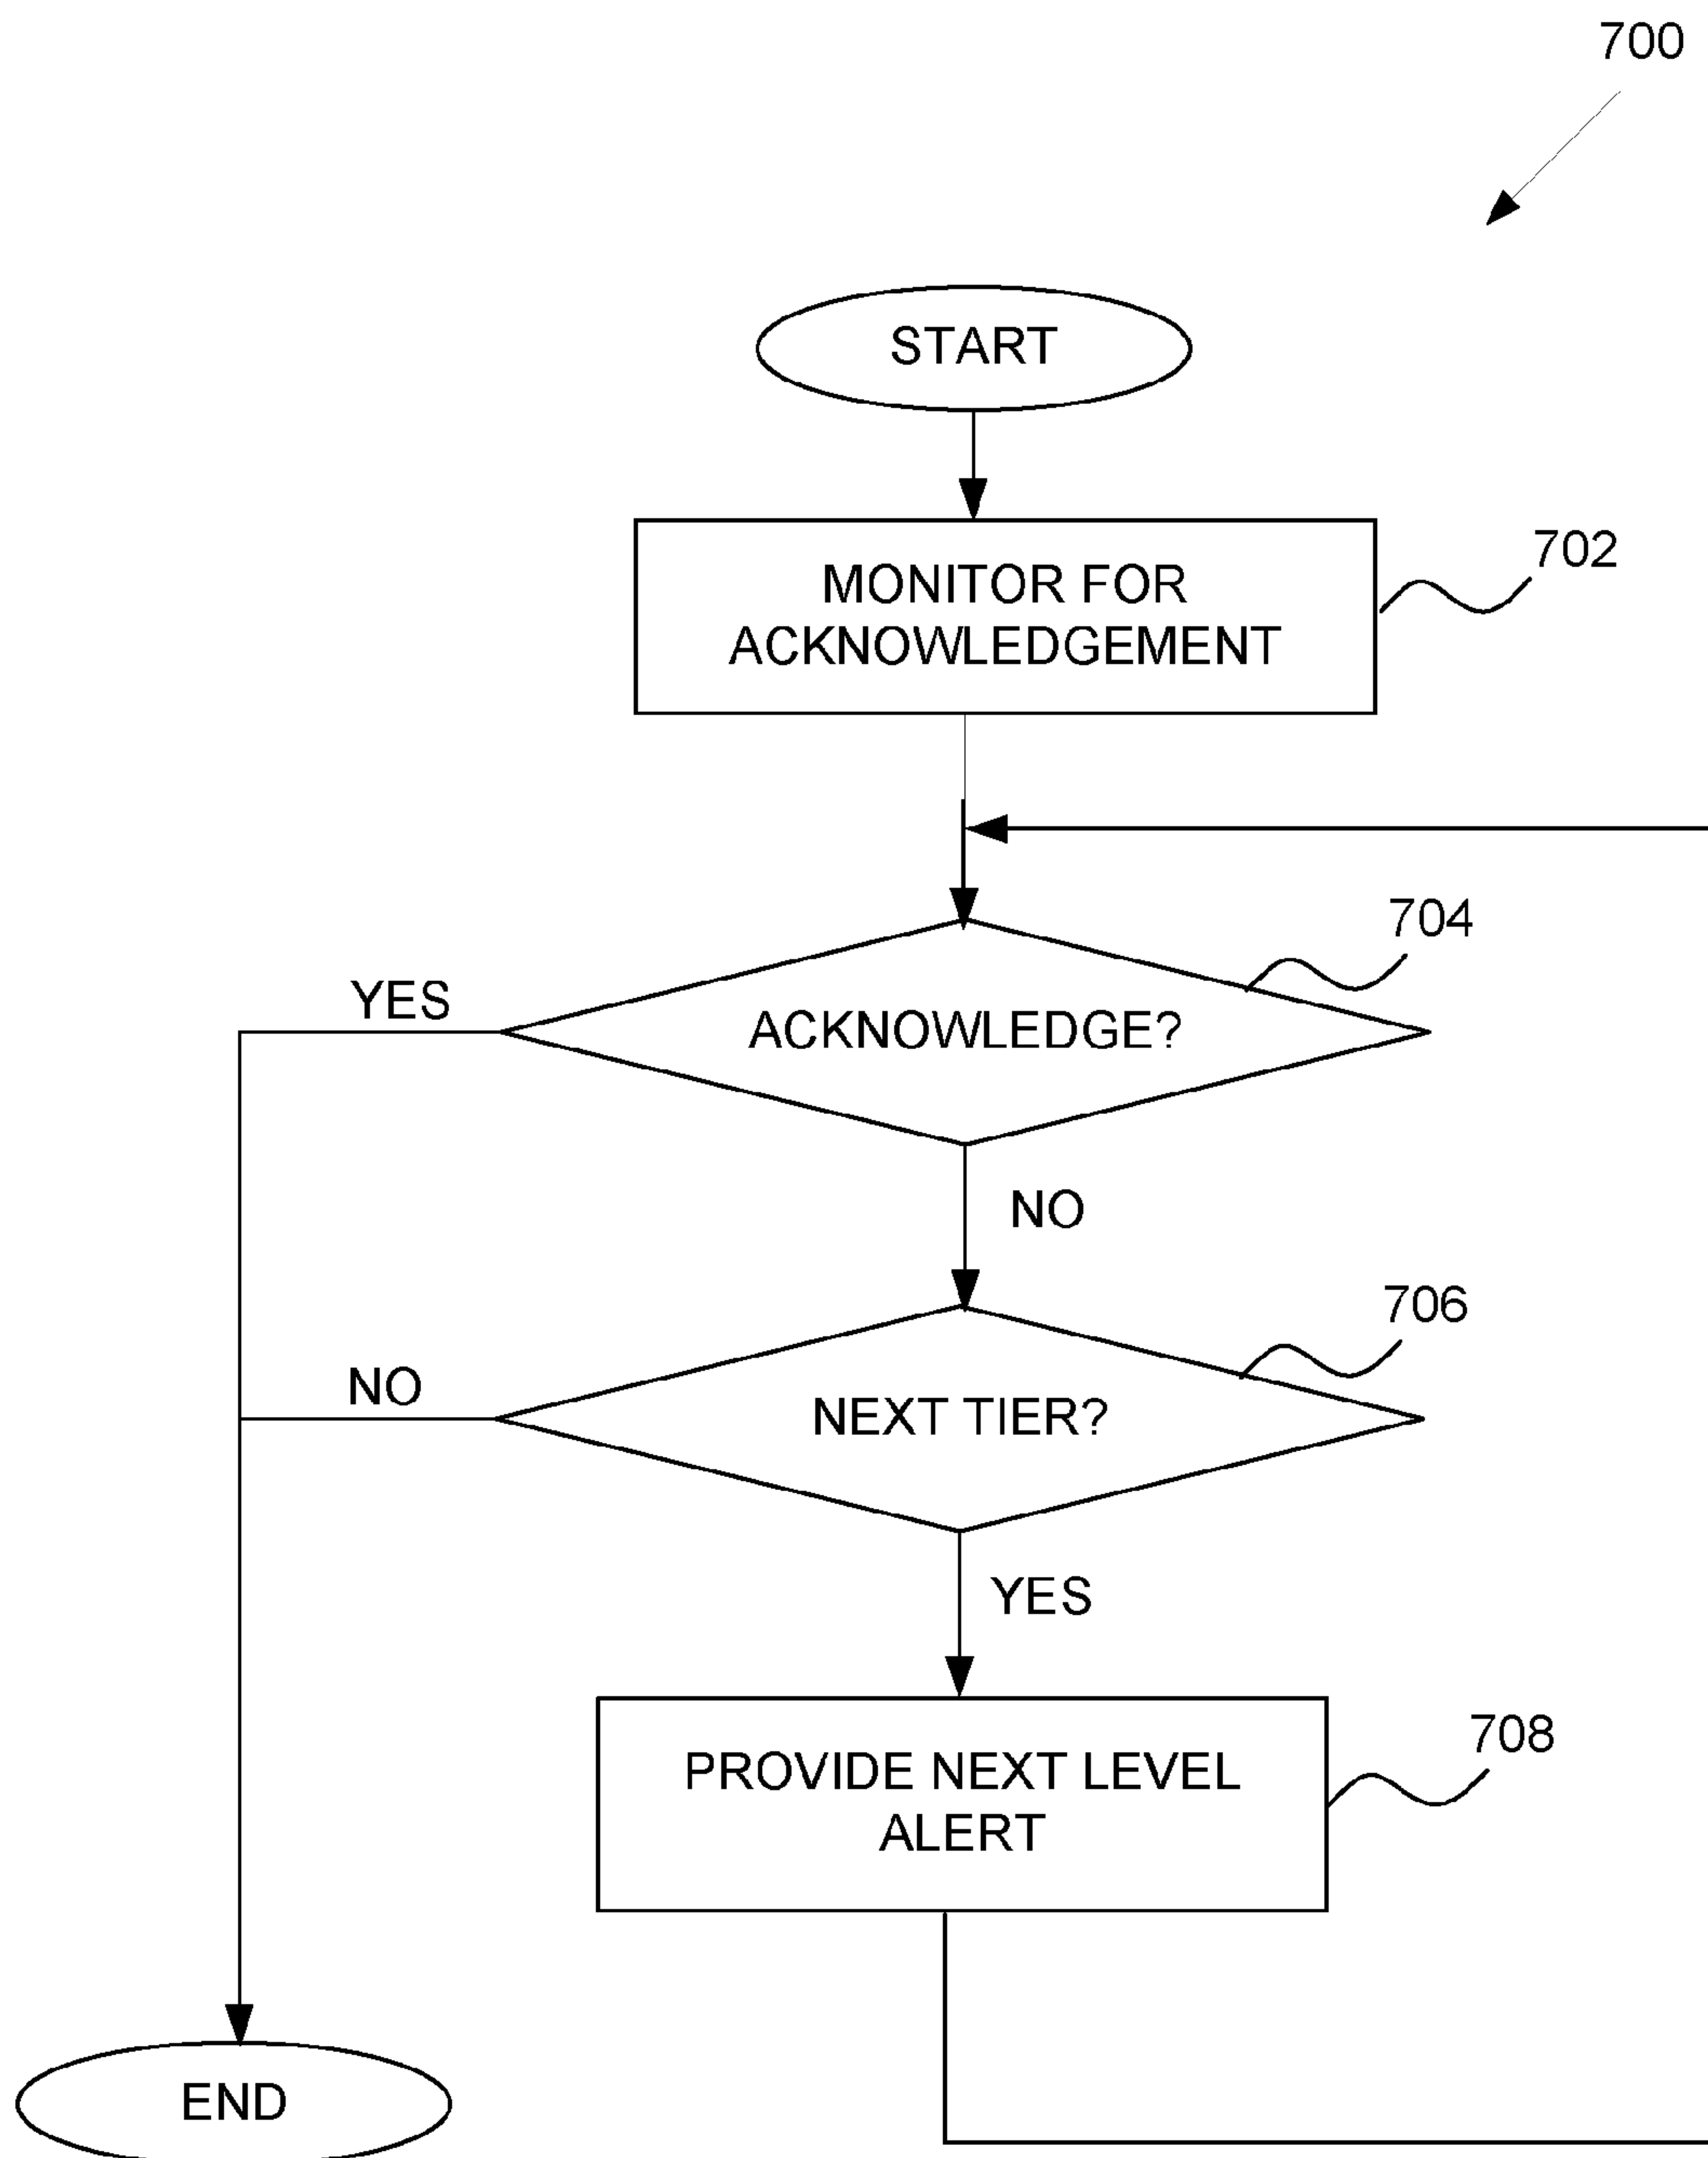 700
START
MONITOR FOR
ACKNOWLEDGEMENT
702
704
YES
ACKNOWLEDGE?
NO
706
NO
NEXT TIER?
YES
708
PROVIDE NEXT LEVEL
ALERT
END